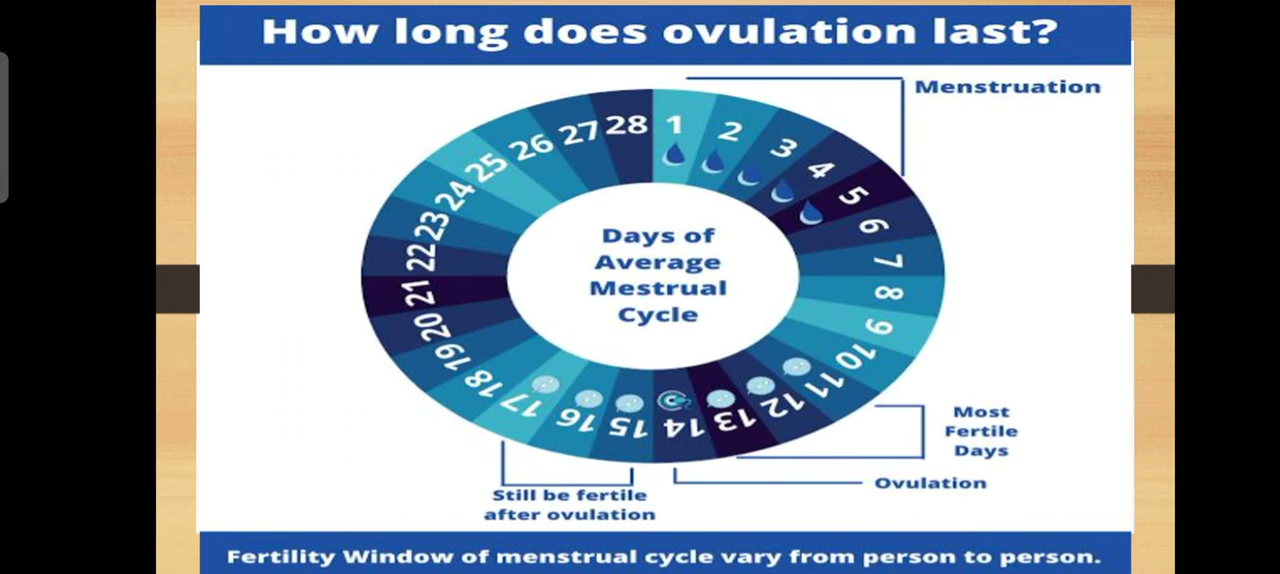 How long does ovulation last?
Menstruation
1
2
3
4
5
6
7
8
9
10
11
12
13
14
15
16
17
18
19
20
21
22
23
24
25
26
27
28
Days of
Average
Mestrual
Cycle
Most
Fertile
Days
Ovulation
Still be fertile
after ovulation
Fertility Window of menstrual cycle vary from person to person.